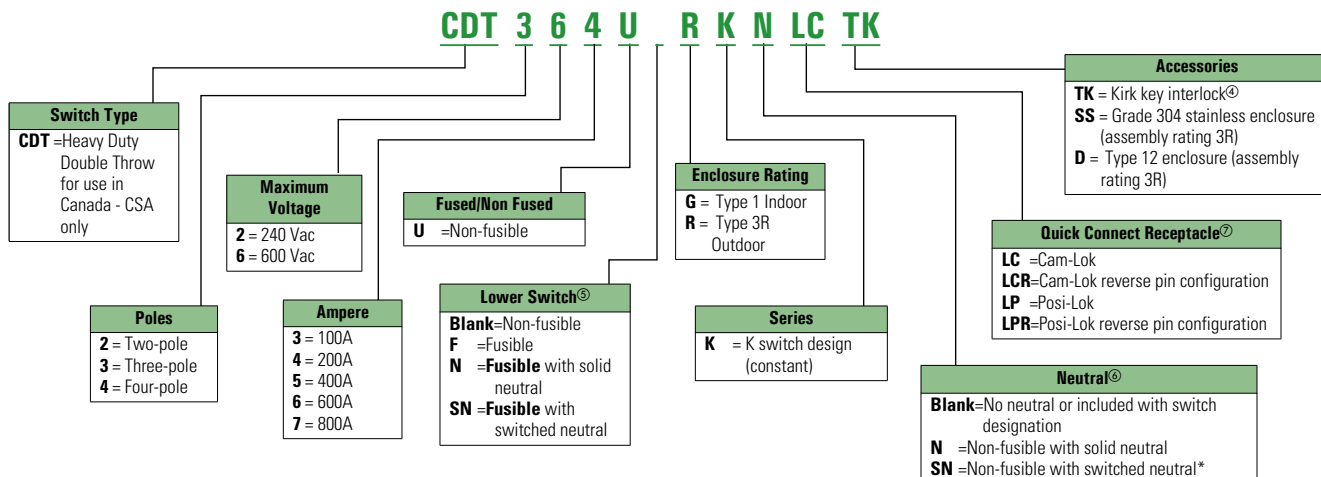 CDT 3 6 4 U R K N LC TK
Switch Type
CDT =Heavy Duty
Double Throw
for use in
Canada - CSA
only
Poles
2 = Two-pole
3 = Three-pole
4 = Four-pole
Maximum
Voltage
2 = 240 Vac
6 = 600 Vac
Ampere
3 = 100A
4 = 200A
5 = 400A
6 = 600A
7 = 800A
Fused/Non Fused
U =Non-fusible
Lower Switch⑤
Blank=Non-fusible
F =Fusible
N =Fusible with solid
neutral
SN =Fusible with
switched neutral
Enclosure Rating
G = Type 1 Indoor
R = Type 3R
Outdoor
Series
K = K switch design
(constant)
Neutral⑥
Blank=No neutral or included with switch
designation
N =Non-fusible with solid neutral
SN =Non-fusible with switched neutral*
Quick Connect Receptacle⑦
LC =Cam-Lok
LCR=Cam-Lok reverse pin configuration
LP =Posi-Lok
LPR=Posi-Lok reverse pin configuration
Accessories
TK = Kirk key interlock④
SS = Grade 304 stainless enclosure
(assembly rating 3R)
D = Type 12 enclosure (assembly
rating 3R)